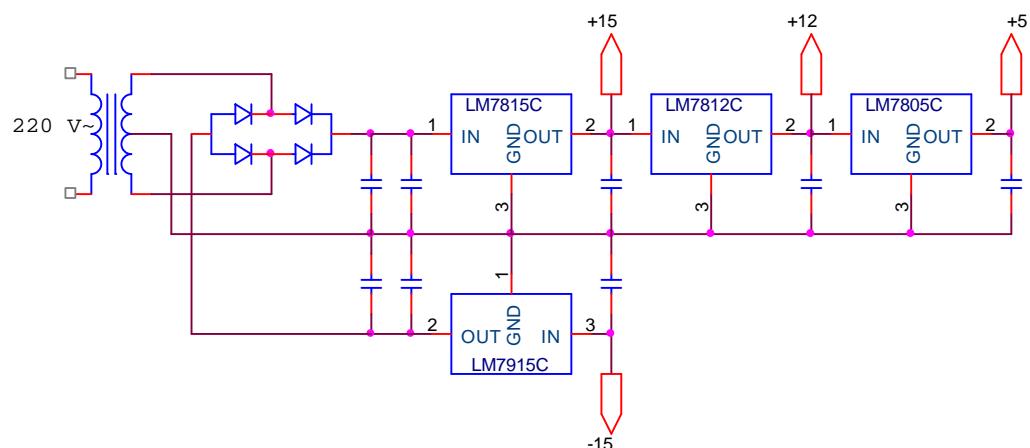 +15
+12
+5
220 V~
LM7815C
1
IN
GND
OUT
2
3
LM7812C
1
IN
GND
OUT
2
3
LM7805C
1
IN
GND
OUT
2
3
1
2
OUT
GND
IN
3
LM7915C
-15